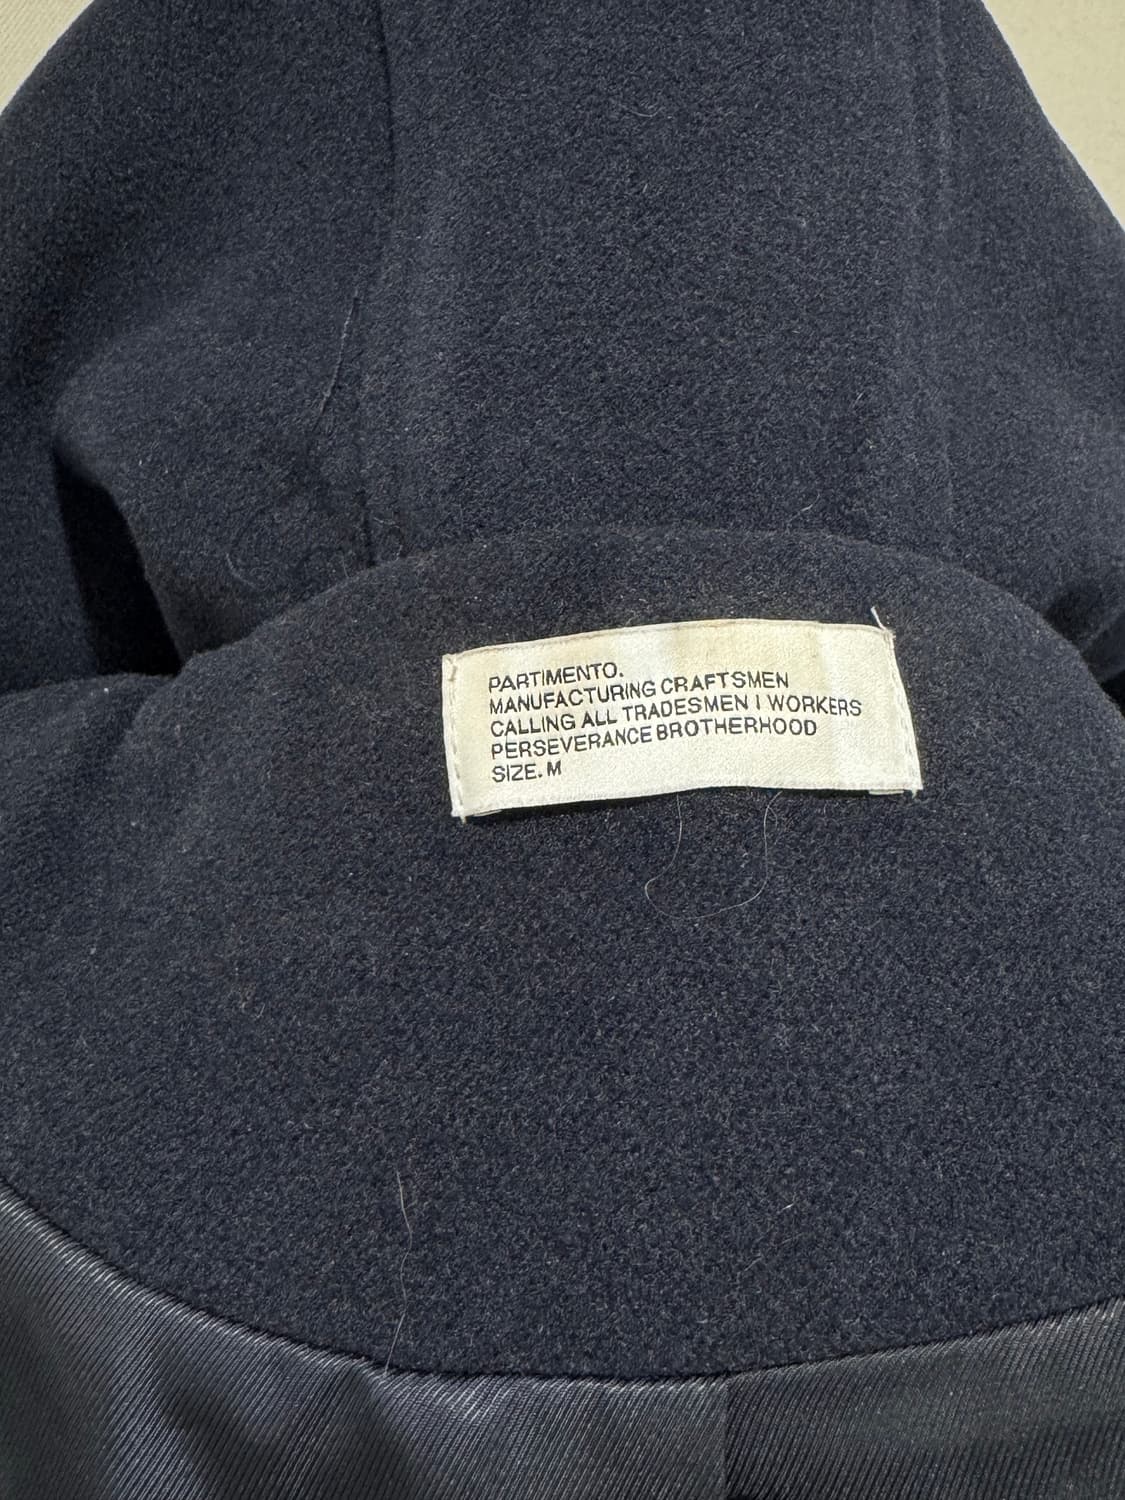 PARTIMENTO.
MANUFACTURING CRAFTSMEN
CALLING ALL TRADESMEN I WORKERS
PERSEVERANCE BROTHERHOOD
SIZE. M